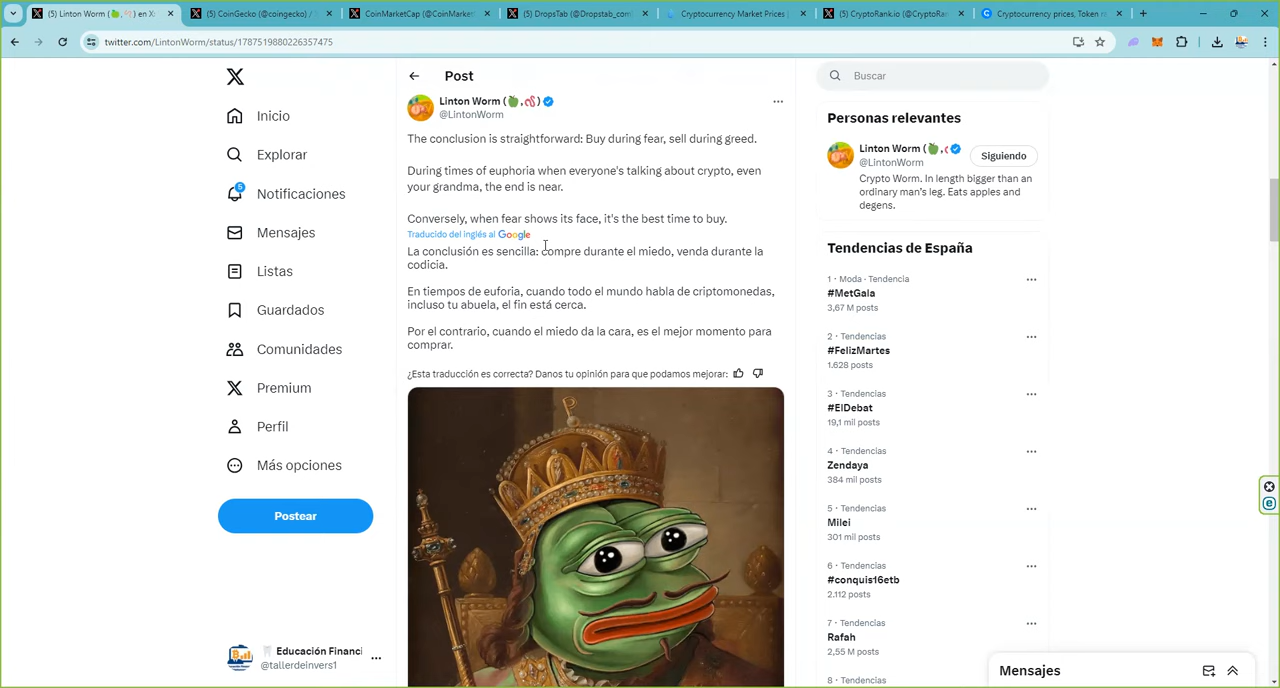 (5) Linton Worm (🍏,🪱) en X
(5) CoinGecko (@coingecko) /
CoinMarketCap (@CoinMarket
(5) DropsTab (@Dropstab_com)
Cryptocurrency Market Prices |
(5) CryptoRank.io (@CryptoRan
Cryptocurrency prices, Token r
twitter.com/LintonWorm/status/1787519880226357475
Inicio
Explorar
5
Notificaciones
Mensajes
Listas
Guardados
Comunidades
Premium
Perfil
Más opciones
Postear
Educación Financi
@tallerdeinvers1
Post
Linton Worm (🍏,🪱)
@LintonWorm
The conclusion is straightforward: Buy during fear, sell during greed.
During times of euphoria when everyone's talking about crypto, even
your grandma, the end is near.
Conversely, when fear shows its face, it's the best time to buy.
Traducido del inglés al Google
La conclusión es sencilla: compre durante el miedo, venda durante la
codicia.
En tiempos de euforia, cuando todo el mundo habla de criptomonedas,
incluso tu abuela, el fin está cerca.
Por el contrario, cuando el miedo da la cara, es el mejor momento para
comprar.
¿Esta traducción es correcta? Danos tu opinión para que podamos mejorar:
Buscar
Personas relevantes
Linton Worm (🍏,
@LintonWorm
Siguiendo
Crypto Worm. In length bigger than an
ordinary man's leg. Eats apples and
degens.
Tendencias de España
1 · Moda · Tendencia
#MetGala
3,67 M posts
2 · Tendencias
#FelizMartes
1.628 posts
3 · Tendencias
#ElDebat
19,1 mil posts
4 · Tendencias
Zendaya
384 mil posts
5 · Tendencias
Milei
301 mil posts
6 · Tendencias
#conquis16etb
2.112 posts
7 · Tendencias
Rafah
2,55 M posts
8 · Tendencias
Mensajes